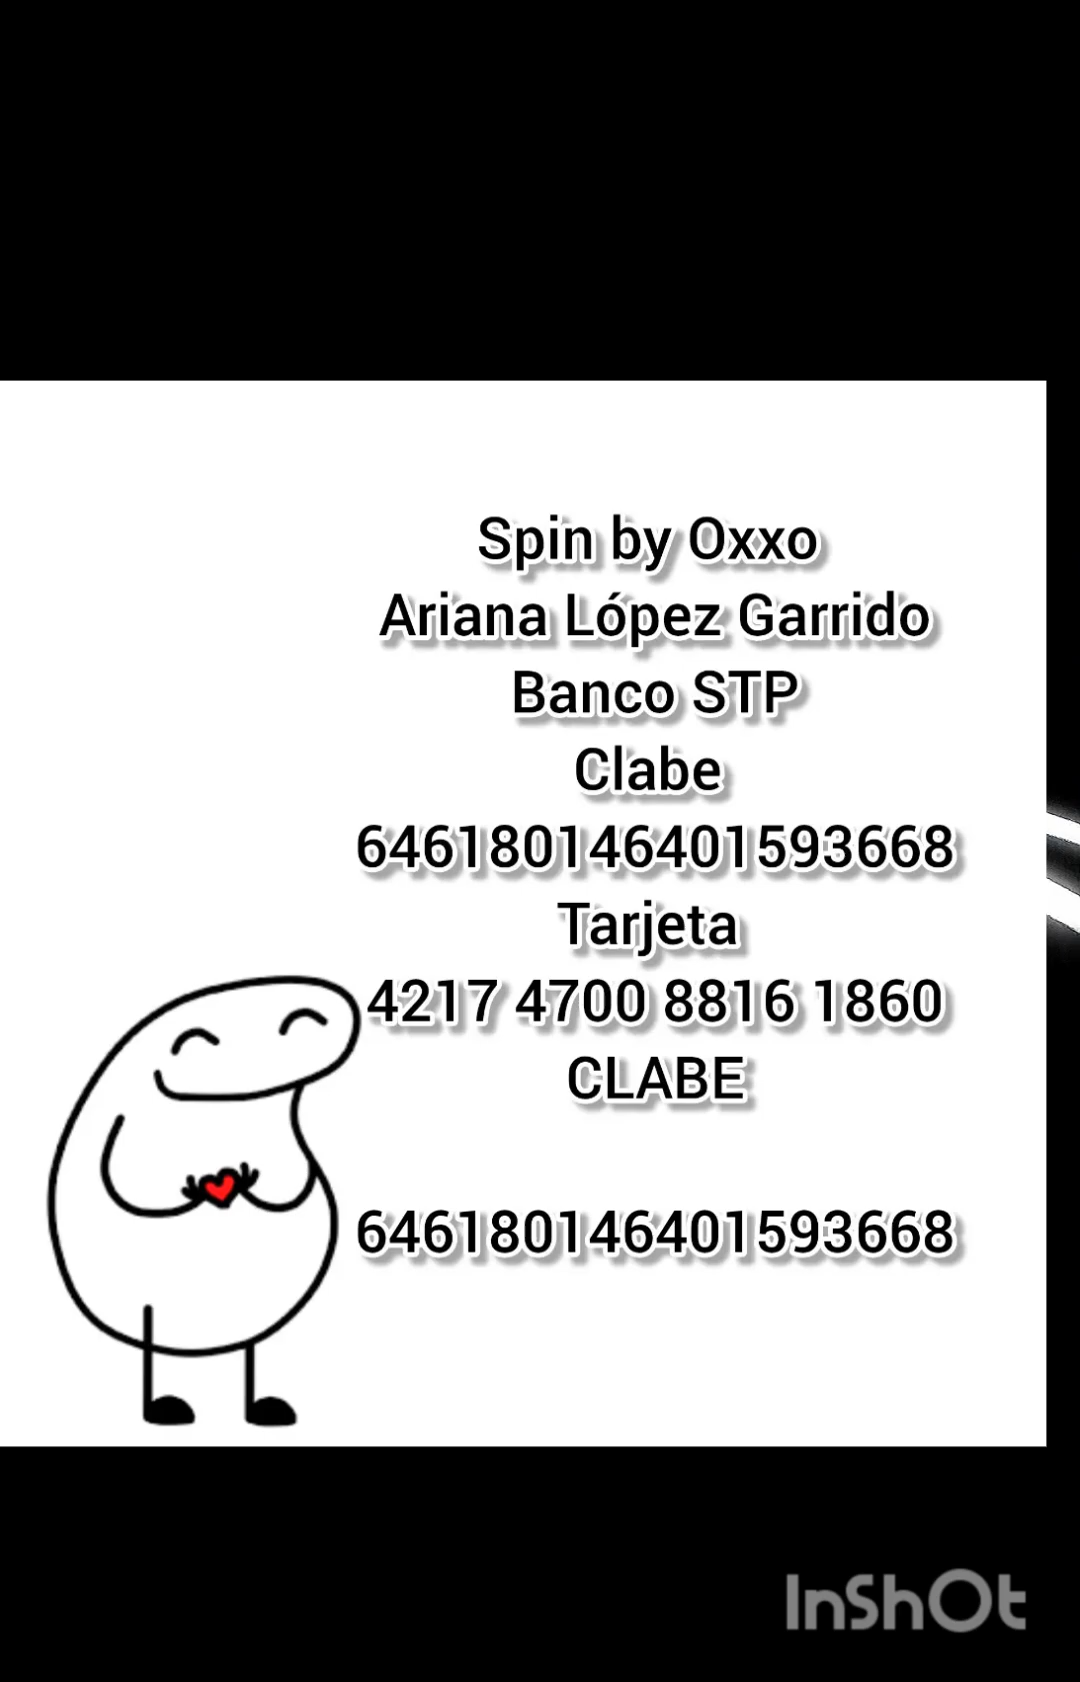 Spin by Oxxo
Ariana López Garrido
Banco STP
Clabe
646180146401593668
Tarjeta
4217 4700 8816 1860
CLABE
646180146401593668
InShOt